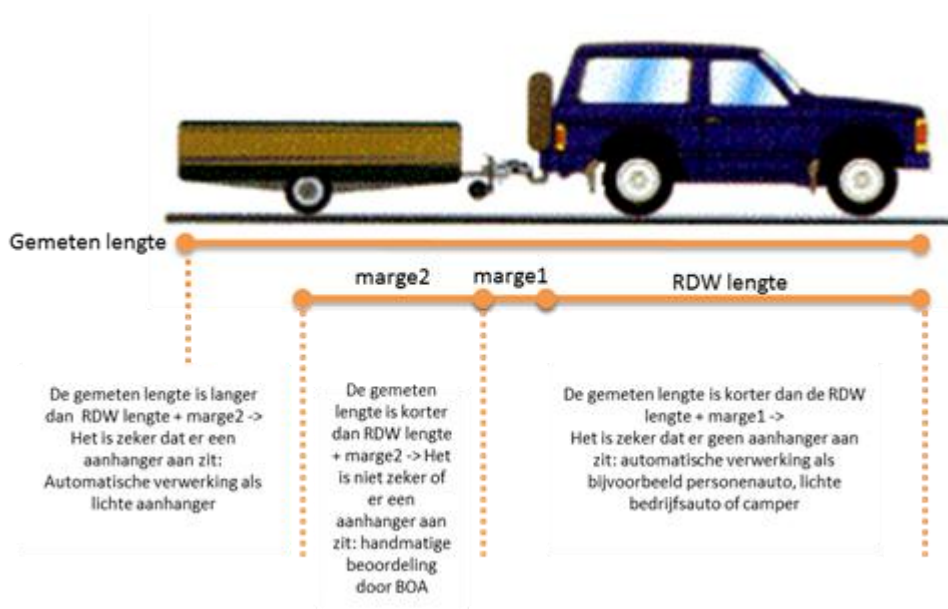 Gemeten lengte
marge2
marge1
RDW lengte
De gemeten lengte is langer
dan RDW lengte + marge2 ->
Het is zeker dat er een
aanhanger aan zit:
Automatische verwerking als
lichte aanhanger
De gemeten
lengte is korter
dan RDW lengte
+ marge2 -> Het
is niet zeker of
er een
aanhanger aan
zit: handmatige
beoordeling
door BOA
De gemeten lengte is korter dan de RDW
lengte + marge1 ->
Het is zeker dat er geen aanhanger aan
zit: automatische verwerking als
bijvoorbeeld personenauto, lichte
bedrijfsauto of camper